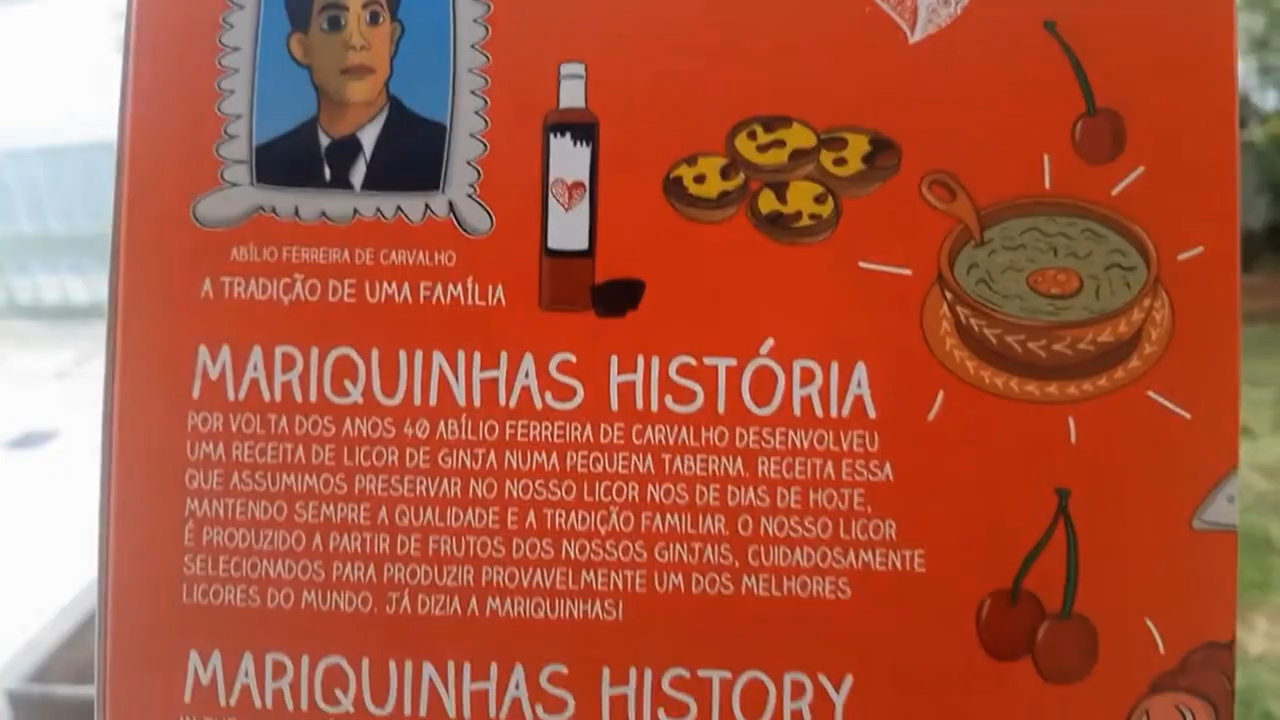 ABÍLIO FERREIRA DE CARVALHO
A TRADIÇÃO DE UMA FAMÍLIA
MARIQUINHAS HISTÓRIA
POR VOLTA DOS ANOS 40 ABÍLIO FERREIRA DE CARVALHO DESENVOLVEU
UMA RECEITA DE LICOR DE GINJA NUMA PEQUENA TABERNA. RECEITA ESSA
QUE ASSUMIMOS PRESERVAR NO NOSSO LICOR NOS DE DIAS DE HOJE,
MANTENDO SEMPRE A QUALIDADE E A TRADIÇÃO FAMILIAR. O NOSSO LICOR
É PRODUZIDO A PARTIR DE FRUTOS DOS NOSSOS GINJAIS, CUIDADOSAMENTE
SELECIONADOS PARA PRODUZIR PROVAVELMENTE UM DOS MELHORES
LICORES DO MUNDO. JÁ DIZIA A MARIQUINHAS!
MARIQUINHAS HISTORY